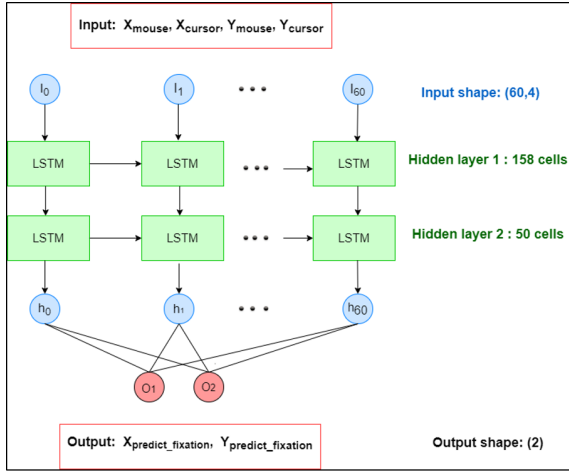 Input: Xmouse, Xcursor, Ymouse, Ycursor
I0 I1 ••• I60 Input shape: (60,4)
LSTM LSTM ••• LSTM Hidden layer 1 : 158 cells
LSTM LSTM ••• LSTM Hidden layer 2 : 50 cells
h0 h1 ••• h60
O1 O2
Output: Xpredict_fixation, Ypredict_fixation Output shape: (2)